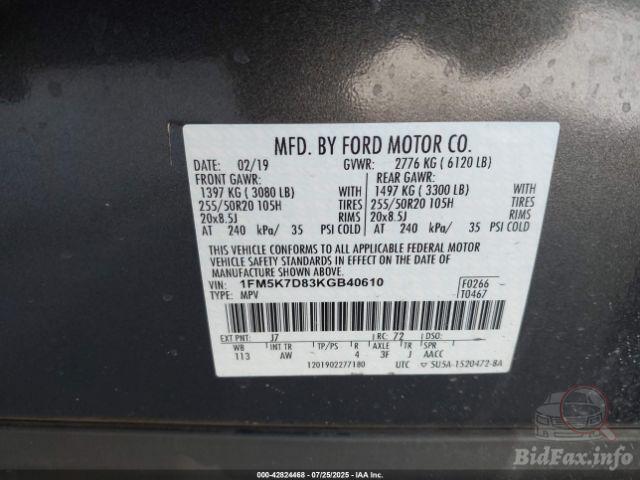 MFD. BY FORD MOTOR CO.
DATE: 02/19 GVWR: 2776 KG ( 6120 LB)
FRONT GAWR: REAR GAWR:
1397 KG ( 3080 LB) WITH 1497 KG ( 3300 LB) WITH
255/50R20 105H TIRES 255/50R20 105H TIRES
20x8.5J RIMS 20x8.5J RIMS
AT 240 kPa/ 35 PSI COLD AT 240 kPa/ 35 PSI COLD
THIS VEHICLE CONFORMS TO ALL APPLICABLE FEDERAL MOTOR
VEHICLE SAFETY STANDARDS IN EFFECT ON THE DATE OF
MANUFACTURE SHOWN ABOVE.
VIN: 1FM5K7D83KGB40610 F0266
TYPE: MPV T0467
EXT PNT: J7 RC: 72 DSO:
WB INT TR TP/PS R AXLE TR SPR
113 AW 4 3F J AACC
1201902277180 UTC ▽ 5U5A-1520472-BA
BidFax.info
000-42824468 - 07/25/2025 - IAA Inc.